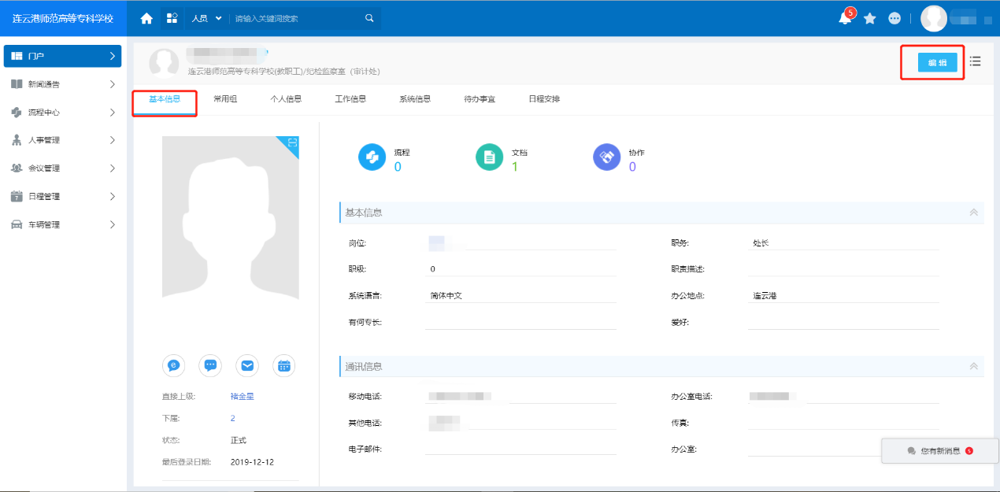 连云港师范高等专科学校
人员
请输入关键词搜索
5
门户
新闻通告
流程中心
人事管理
会议管理
7
日程管理
车辆管理
连云港师范高等专科学校(教职工)/纪检监察室（审计处）
编辑
基本信息
常用组
个人信息
工作信息
系统信息
待办事宜
日程安排
流程
0
文档
1
协作
0
基本信息
岗位:
职务: 处长
职级: 0
职责描述:
系统语言: 简体中文
办公地点: 连云港
有何专长:
爱好:
通讯信息
移动电话:
办公室电话:
其他电话:
传真:
电子邮件:
办公室:
直接上级: 褚金星
下属: 2
状态: 正式
最后登录日期: 2019-12-12
您有新消息 5